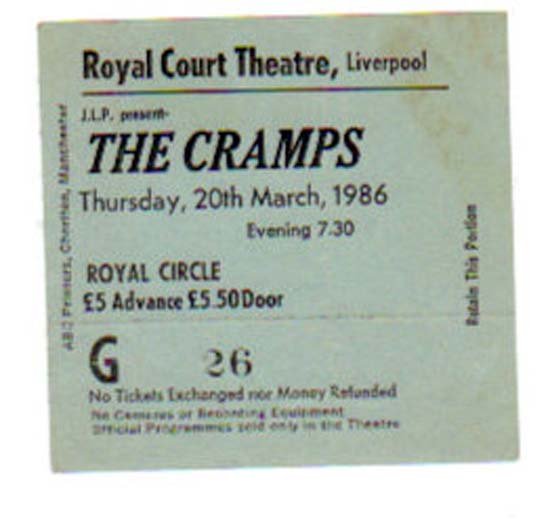 Royal Court Theatre, Liverpool
J.L.P. present-
THE CRAMPS
Thursday, 20th March, 1986
Evening 7.30
ROYAL CIRCLE
£5 Advance £5.50 Door
G 26
No Tickets Exchanged nor Money Refunded
No Cameras or Recording Equipment
Official Programmes sold only in the Theatre
ABC Printers, Chorlton, Manchester
Retain This Portion